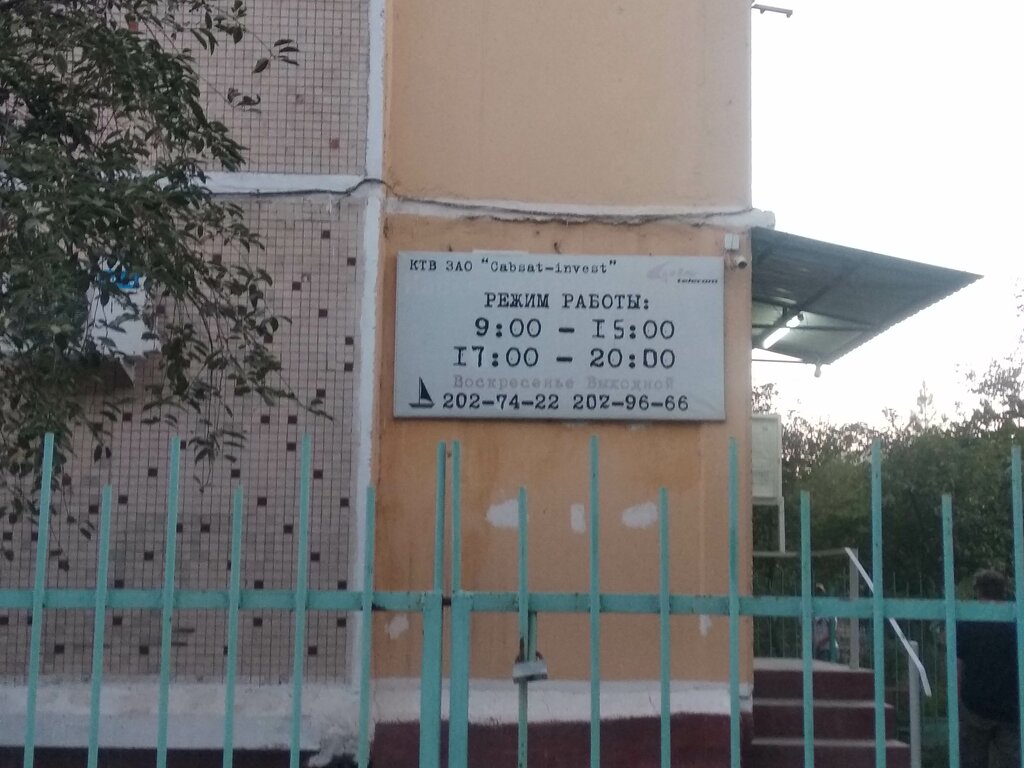 КТВ ЗАО "Cabsat-invest"
telecom
РЕЖИМ РАБОТЫ:
9:00 – 15:00
17:00 – 20:00
Воскресенье Выходной
202-74-22 202-96-66